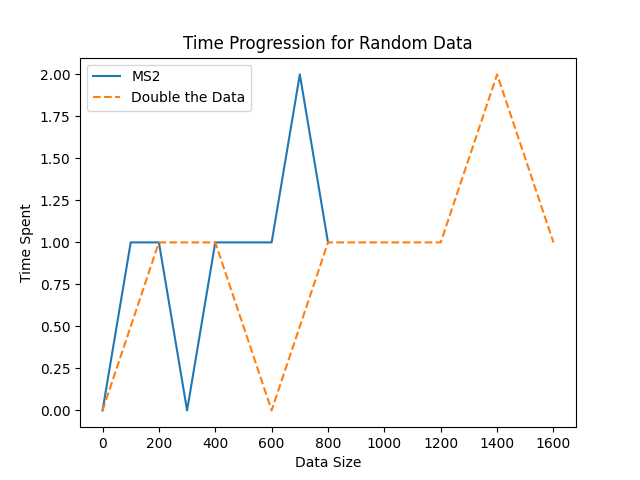 Time Progression for Random Data
MS2
Double the Data
2.00
1.75
1.50
1.25
1.00
0.75
0.50
0.25
0.00
Time Spent
0 200 400 600 800 1000 1200 1400 1600
Data Size